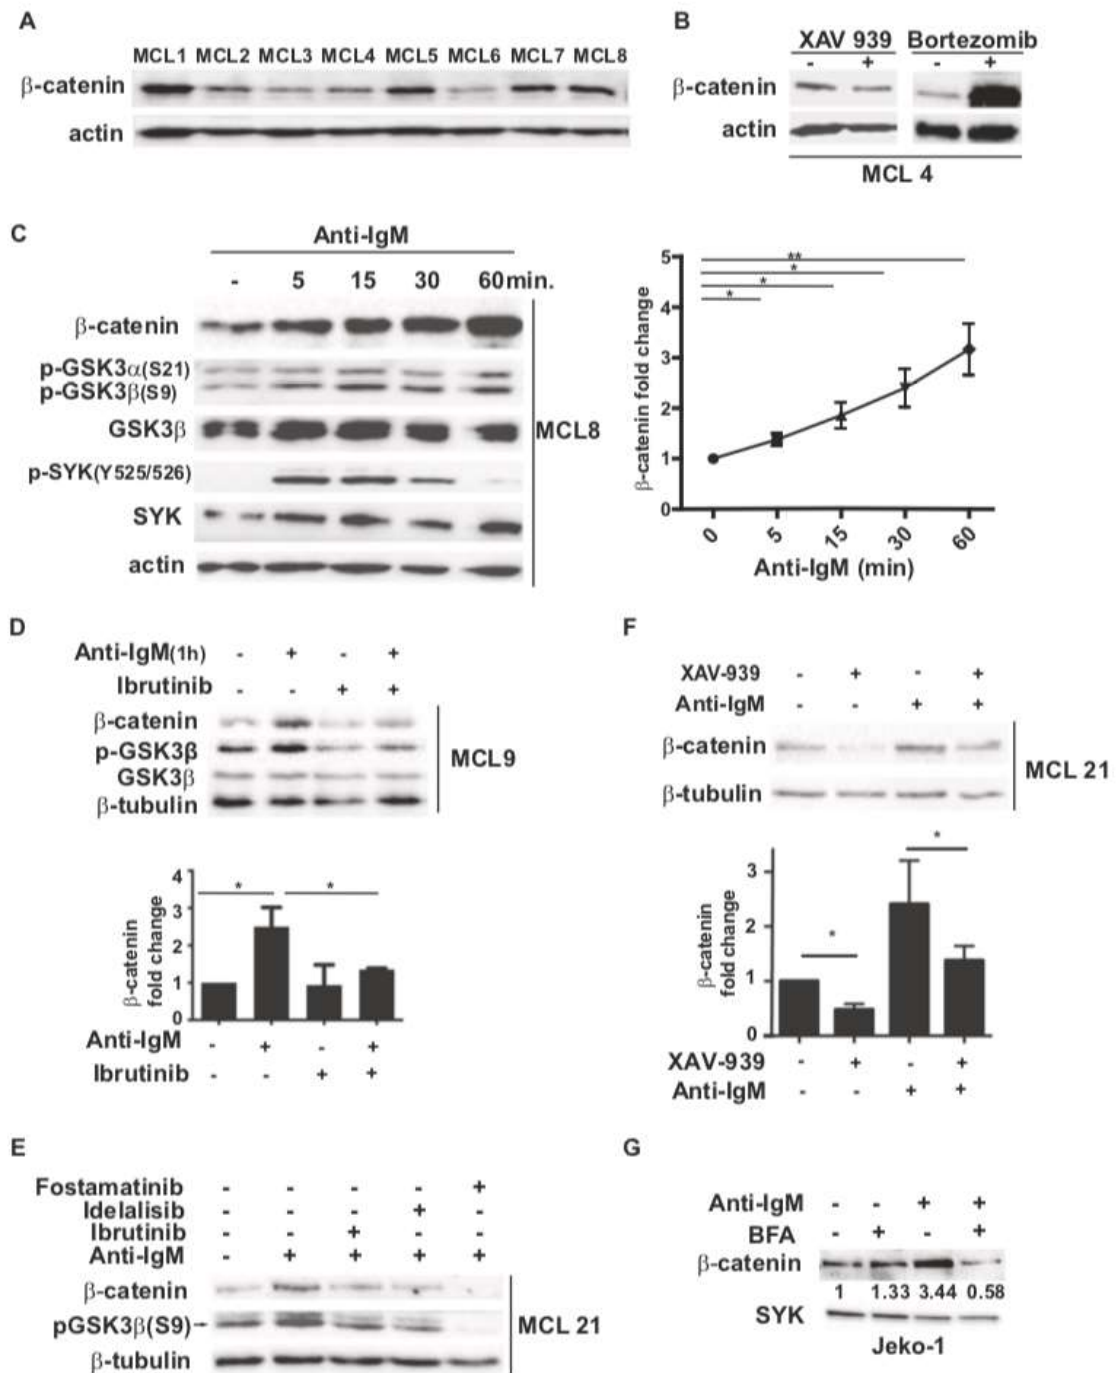 A
MCL1 MCL2 MCL3 MCL4 MCL5 MCL6 MCL7 MCL8
β-catenin
actin
B
XAV 939 Bortezomib
- + - +
β-catenin
actin
MCL 4
C
Anti-IgM
- 5 15 30 60min.
β-catenin
p-GSK3α(S21)
p-GSK3β(S9)
GSK3β
p-SYK(Y525/526)
SYK
actin
MCL8
β-catenin fold change
5
4
3
2
1
0
**
*
*
*
0 5 15 30 60
Anti-IgM (min)
D
Anti-IgM(1h) - + - +
Ibrutinib - - + +
β-catenin
p-GSK3β
GSK3β
β-tubulin
MCL9
β-catenin
fold change
4
3
2
1
0
* *
Anti-IgM - + - +
Ibrutinib - - + +
F
XAV-939 - + - +
Anti-IgM - - + +
β-catenin
β-tubulin
MCL 21
β-catenin
fold change
3
2
1
0
* *
XAV-939 - + - +
Anti-IgM - - + +
E
Fostamatinib - - - - +
Idelalisib - - - + -
Ibrutinib - - + - -
Anti-IgM - + + + +
β-catenin
pGSK3β(S9)
β-tubulin
MCL 21
G
Anti-IgM - - + +
BFA - + - +
β-catenin
1 1.33 3.44 0.58
SYK
Jeko-1